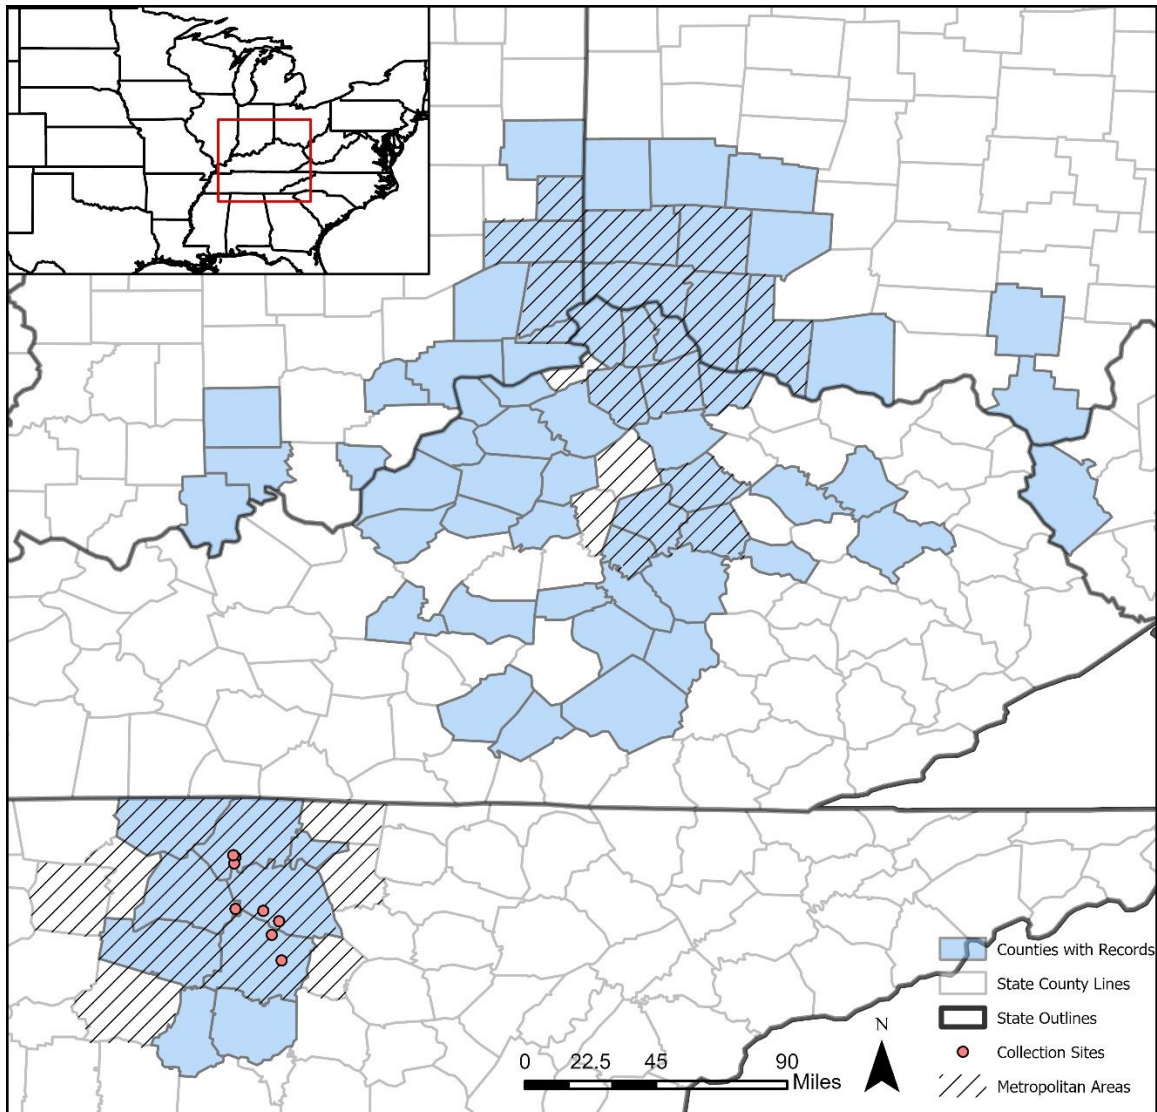 Counties with Records
State County Lines
N
State Outlines
0 22.5 45 90
Miles
Collection Sites
Metropolitan Areas